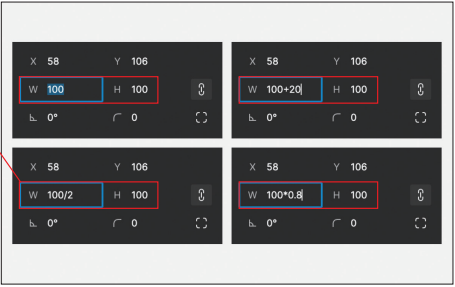 X 58 Y 106
W 100 H 100
0° 0
X 58 Y 106
W 100+20 H 100
0° 0
X 58 Y 106
W 100/2 H 100
0° 0
X 58 Y 106
W 100*0.8 H 100
0° 0